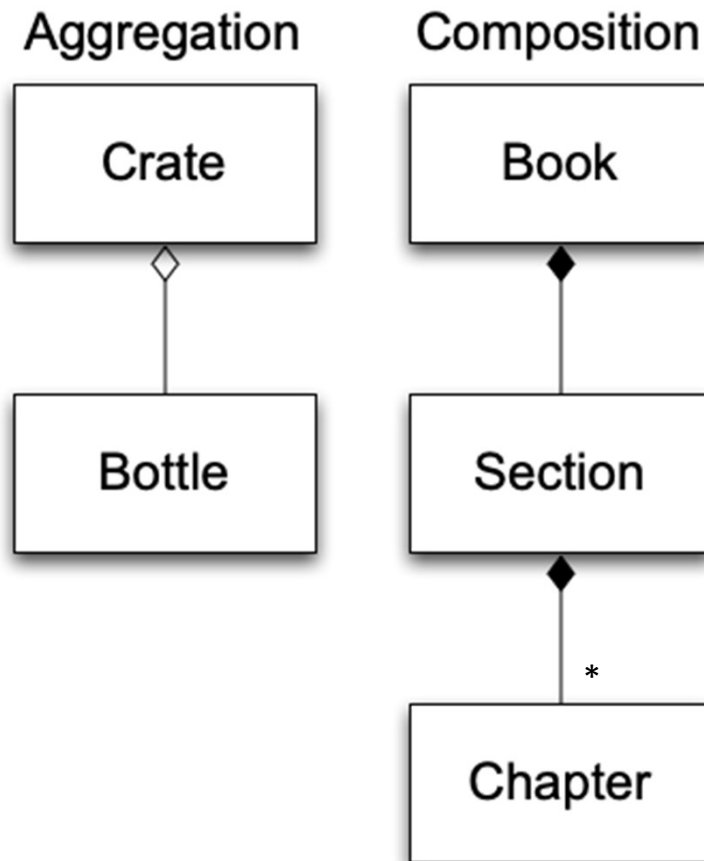 Aggregation
Composition
Crate
Book
Bottle
Section
*
Chapter